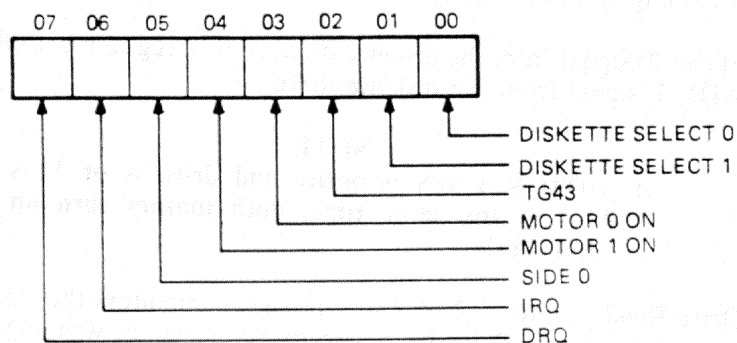 07 06 05 04 03 02 01 00
DISKETTE SELECT 0
DISKETTE SELECT 1
TG43
MOTOR 0 ON
MOTOR 1 ON
SIDE 0
IRQ
DRQ